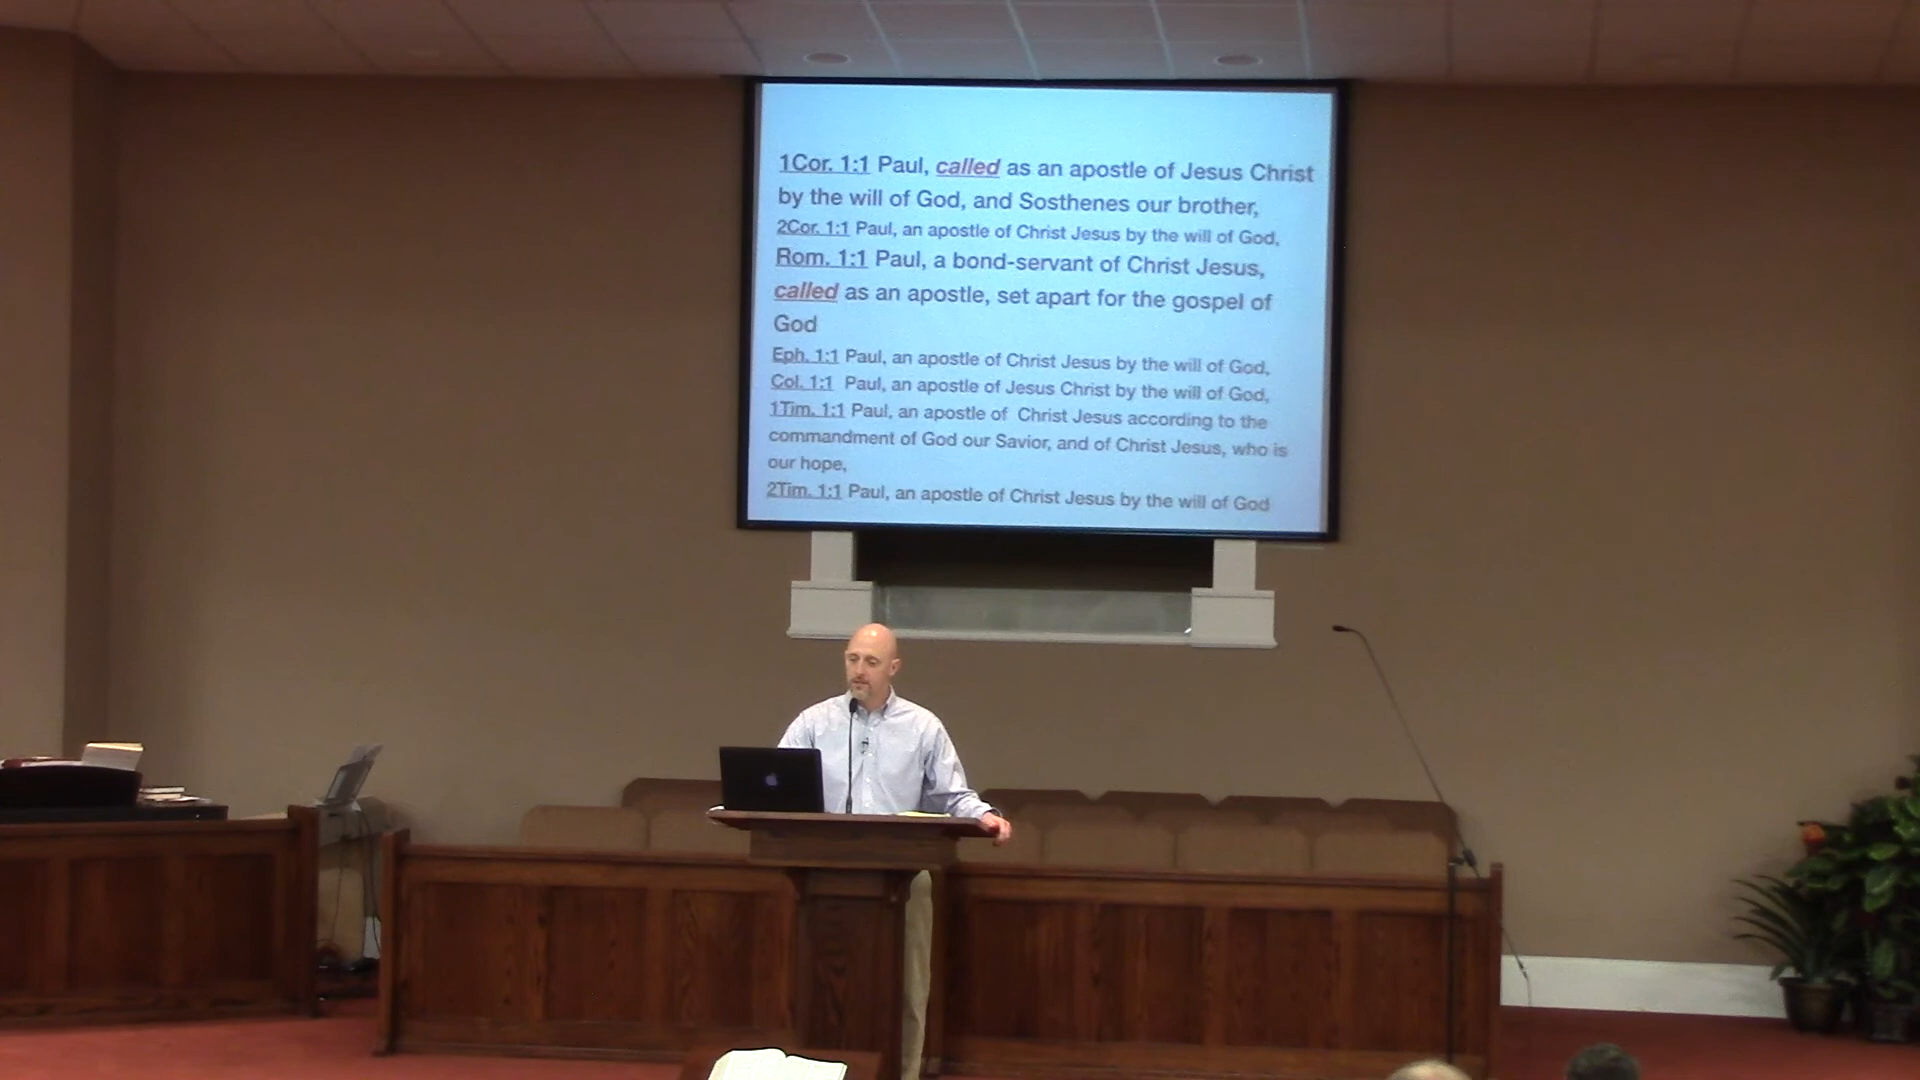 1Cor. 1:1 Paul, called as an apostle of Jesus Christ
by the will of God, and Sosthenes our brother,
2Cor. 1:1 Paul, an apostle of Christ Jesus by the will of God,
Rom. 1:1 Paul, a bond-servant of Christ Jesus,
called as an apostle, set apart for the gospel of
God
Eph. 1:1 Paul, an apostle of Christ Jesus by the will of God,
Col. 1:1 Paul, an apostle of Jesus Christ by the will of God,
1Tim. 1:1 Paul, an apostle of Christ Jesus according to the
commandment of God our Savior, and of Christ Jesus, who is
our hope,
2Tim. 1:1 Paul, an apostle of Christ Jesus by the will of God